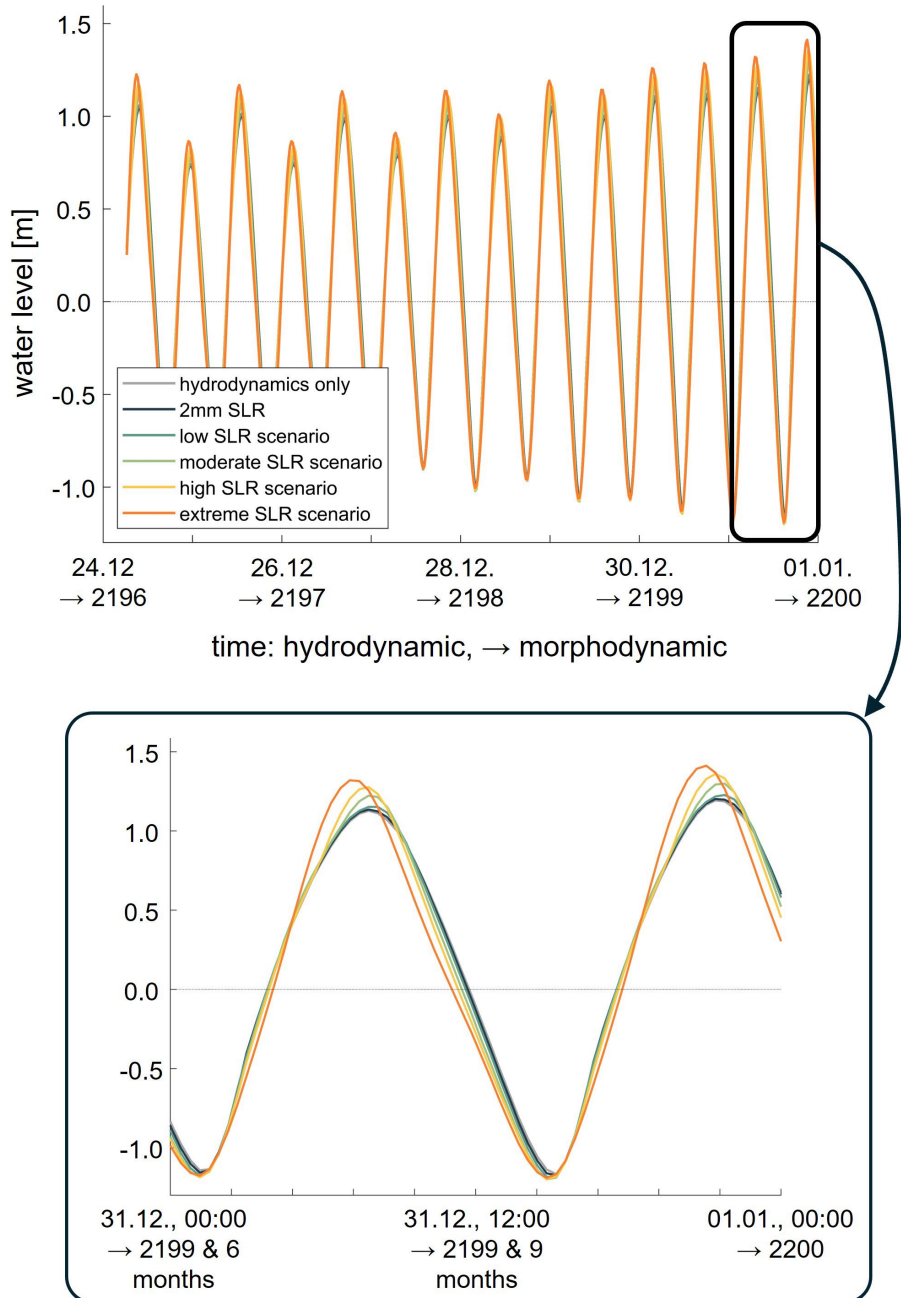 1.5
1.0
0.5
0.0
-0.5
-1.0
water level [m]
hydrodynamics only
2mm SLR
low SLR scenario
moderate SLR scenario
high SLR scenario
extreme SLR scenario
24.12 26.12 28.12. 30.12. 01.01.
→ 2196 → 2197 → 2198 → 2199 → 2200
time: hydrodynamic, → morphodynamic
1.5
1.0
0.5
0.0
-0.5
-1.0
31.12., 00:00 31.12., 12:00 01.01., 00:00
→ 2199 & 6 → 2199 & 9 → 2200
months months